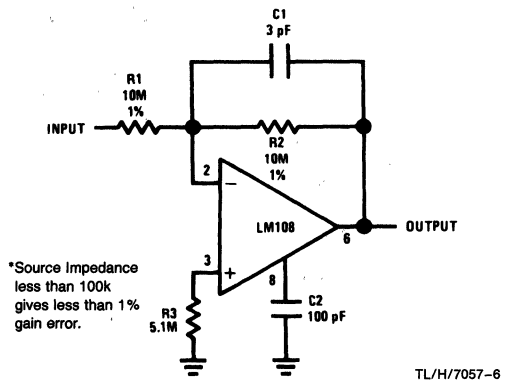 C1
3 pF
R1
10M
1%
INPUT
R2
10M
1%
2
−
LM108
6
OUTPUT
3
+
8
*Source Impedance
less than 100k
gives less than 1%
gain error.
R3
5.1M
C2
100 pF
TL/H/7057–6